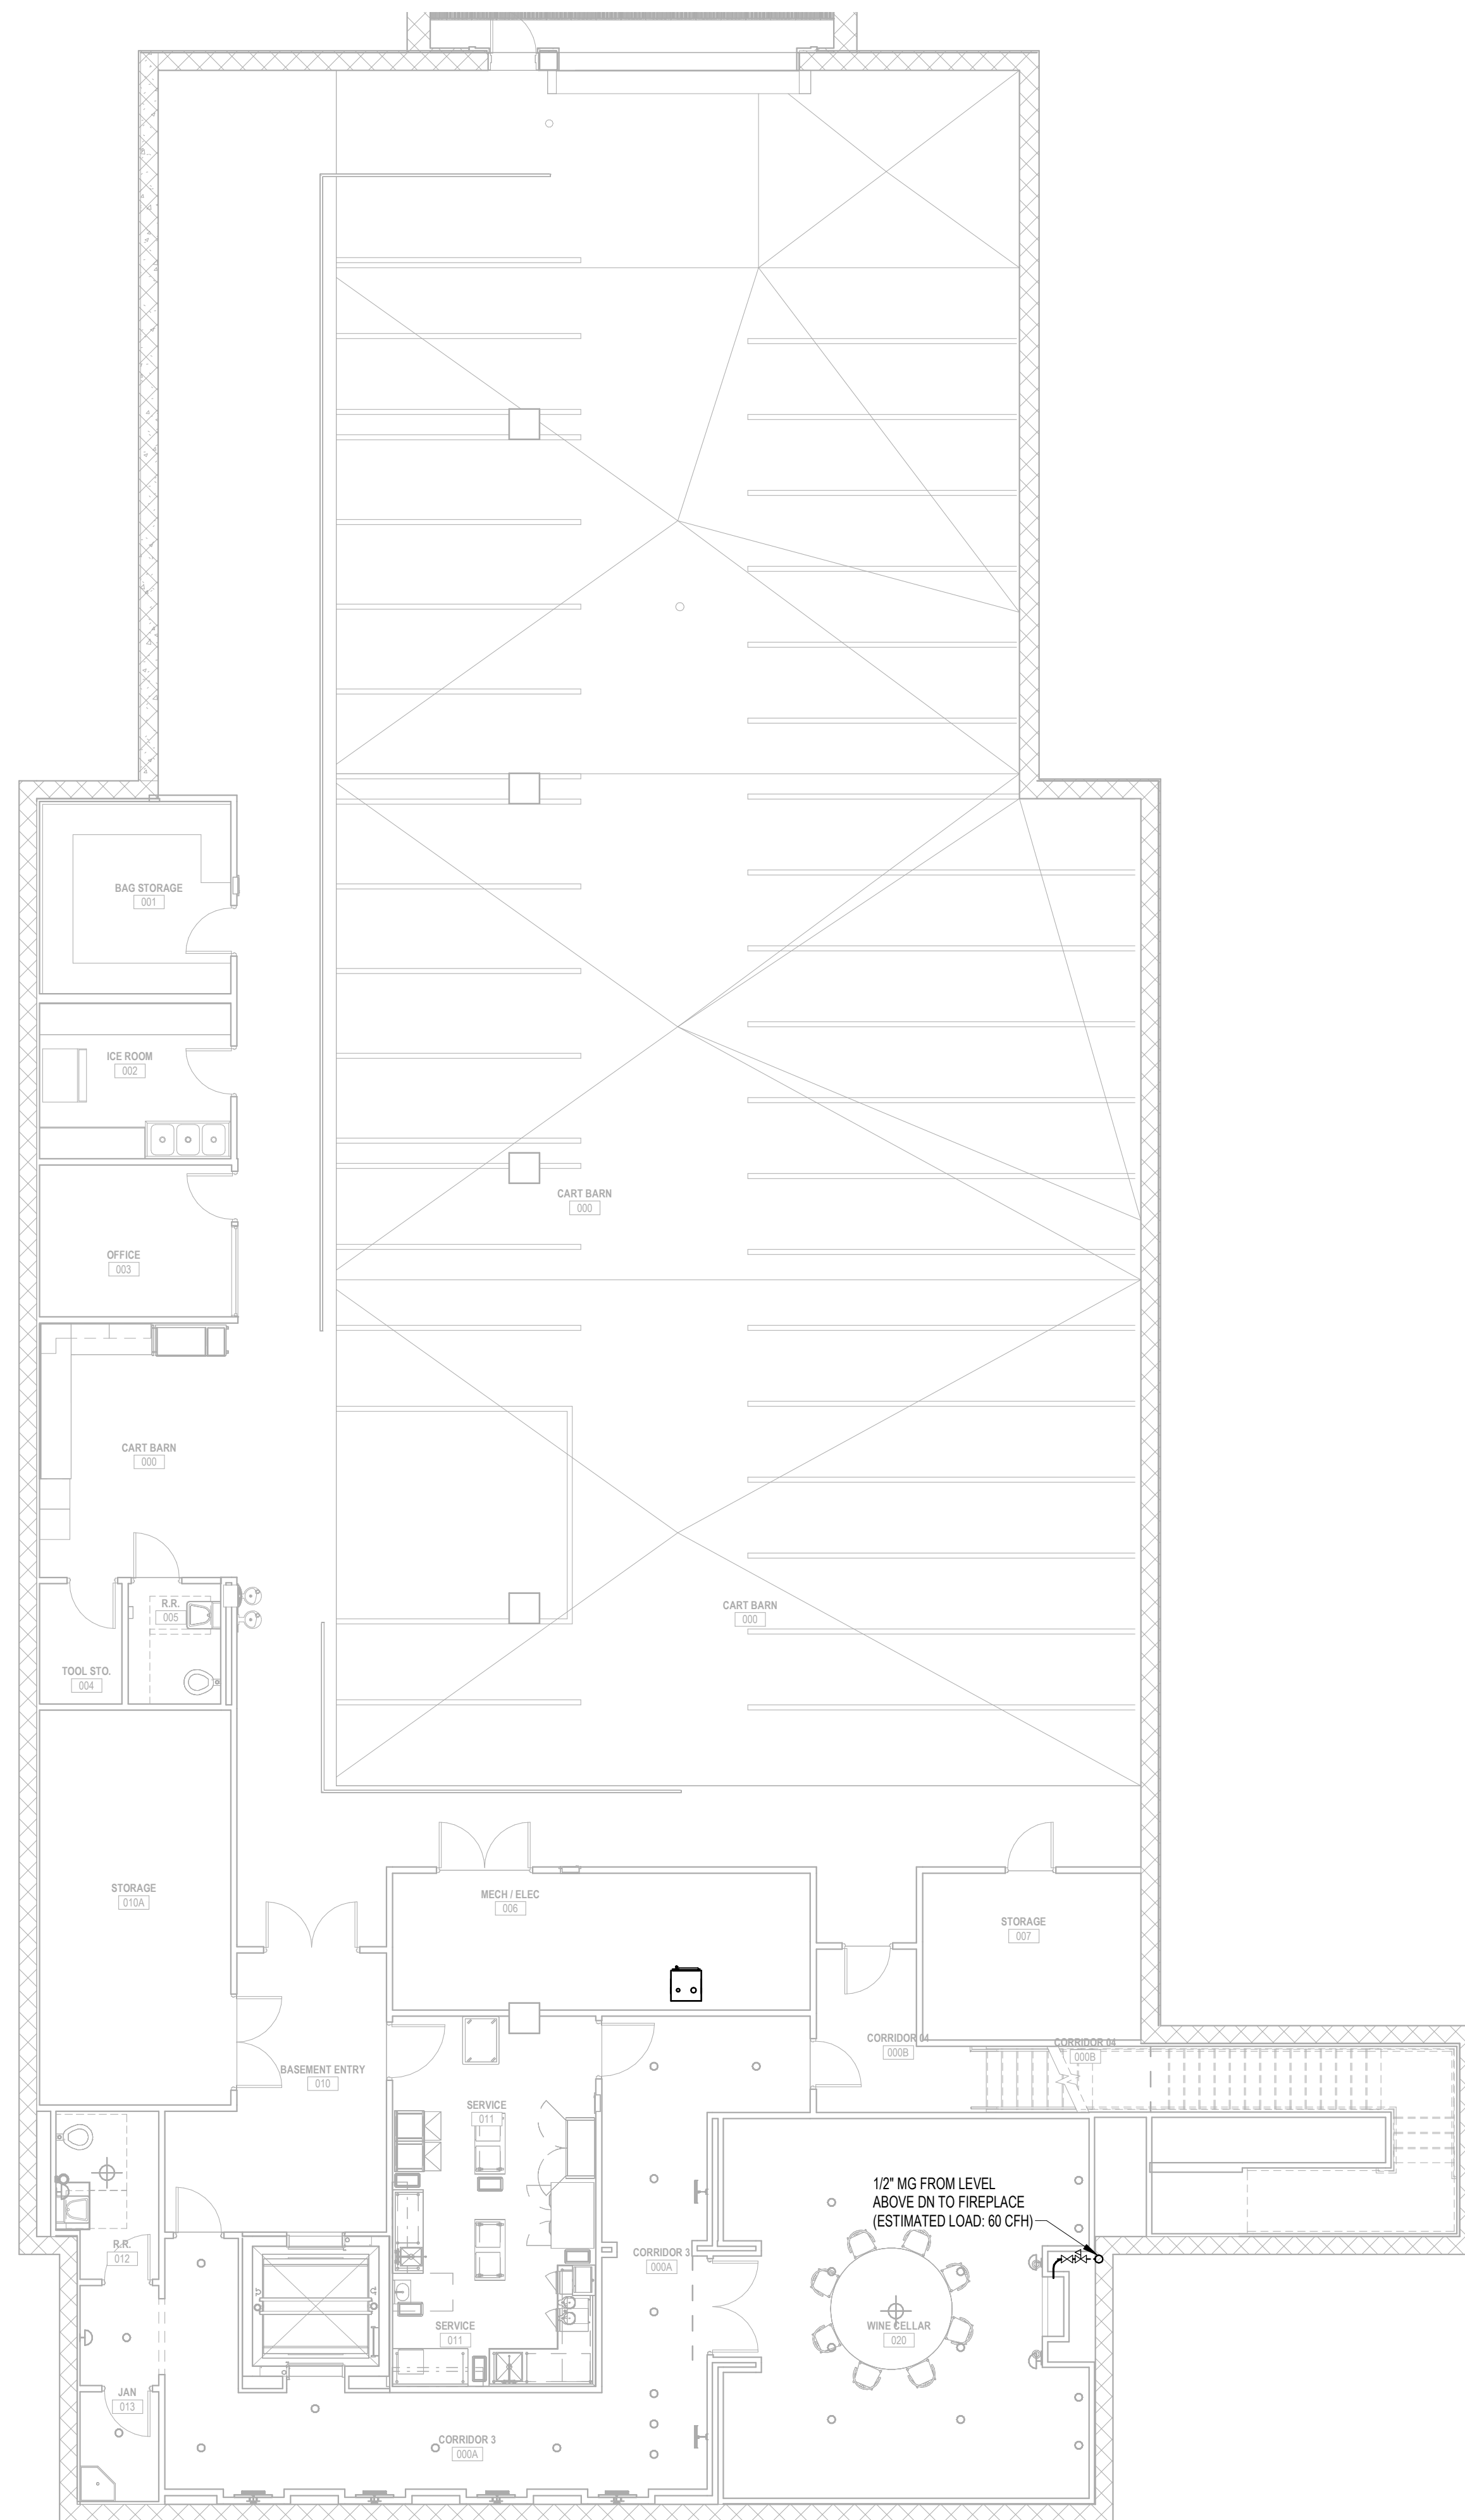 BAG STORAGE
001
ICE ROOM
002
CART BARN
000
OFFICE
003
CART BARN
000
R.R.
005
CART BARN
000
TOOL STO.
004
STORAGE
010A
MECH / ELEC
006
STORAGE
007
CORRIDOR 04
000B
CORRIDOR 04
000B
BASEMENT ENTRY
010
SERVICE
011
1/2" MG FROM LEVEL
ABOVE DN TO FIREPLACE
(ESTIMATED LOAD: 60 CFH)
R.R.
012
CORRIDOR 3
000A
SERVICE
011
WINE CELLAR
020
JAN
013
CORRIDOR 3
000A